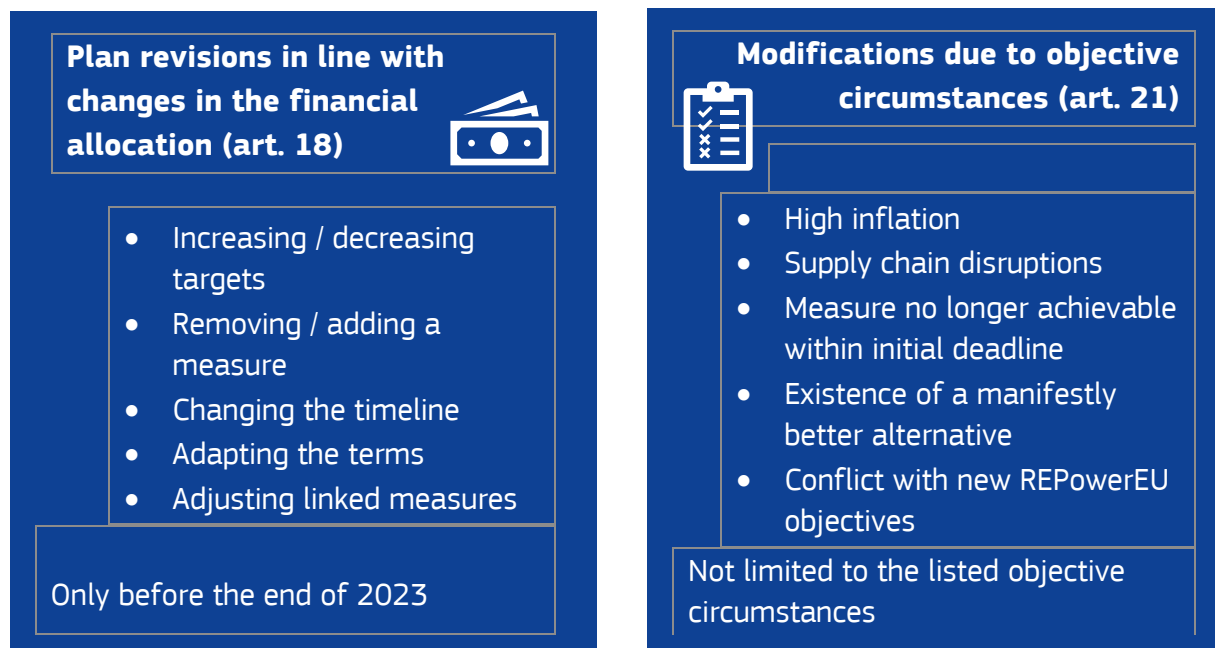 Plan revisions in line with
changes in the financial
allocation (art. 18)
• Increasing / decreasing
targets
• Removing / adding a
measure
• Changing the timeline
• Adapting the terms
• Adjusting linked measures
Only before the end of 2023
Modifications due to objective
circumstances (art. 21)
• High inflation
• Supply chain disruptions
• Measure no longer achievable
within initial deadline
• Existence of a manifestly
better alternative
• Conflict with new REPowerEU
objectives
Not limited to the listed objective
circumstances